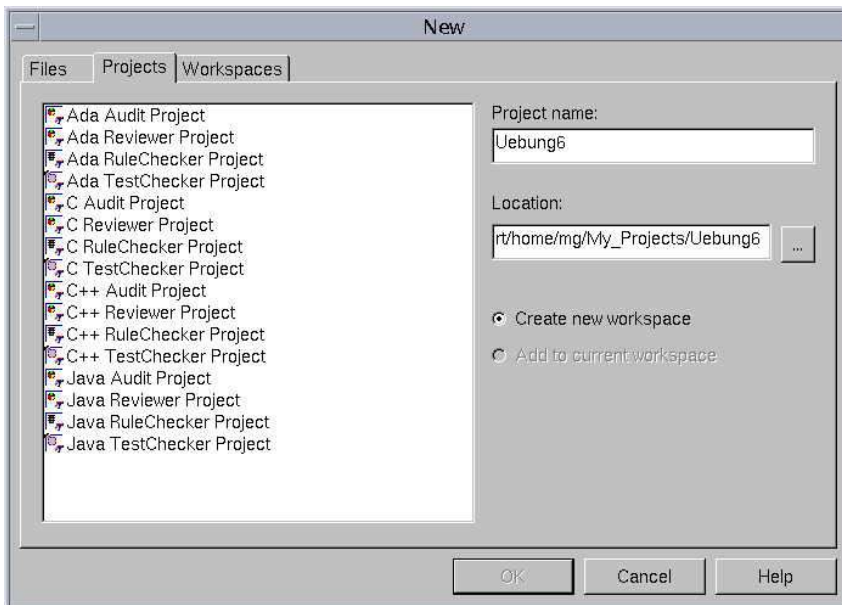 New
Files
Projects
Workspaces
Ada Audit Project
Ada Reviewer Project
Ada RuleChecker Project
Ada TestChecker Project
C Audit Project
C Reviewer Project
C RuleChecker Project
C TestChecker Project
C++ Audit Project
C++ Reviewer Project
C++ RuleChecker Project
C++ TestChecker Project
Java Audit Project
Java Reviewer Project
Java RuleChecker Project
Java TestChecker Project
Project name:
Uebung6
Location:
rt/home/mg/My_Projects/Uebung6
...
Create new workspace
Add to current workspace
OK
Cancel
Help